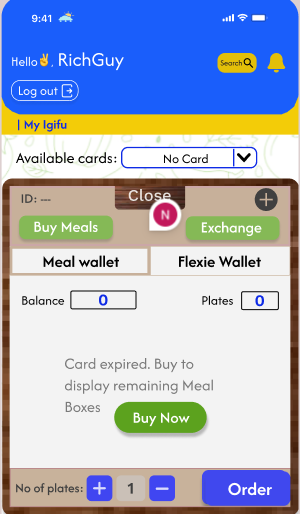 9:41
Hello✌️, RichGuy
Search
Log out
| My Igifu
Available cards: No Card
ID: ---
Close
N
Buy Meals Exchange
Meal wallet Flexie Wallet
Balance 0 Plates 0
Card expired. Buy to
display remaining Meal
Boxes
Buy Now
No of plates: + 1 − Order